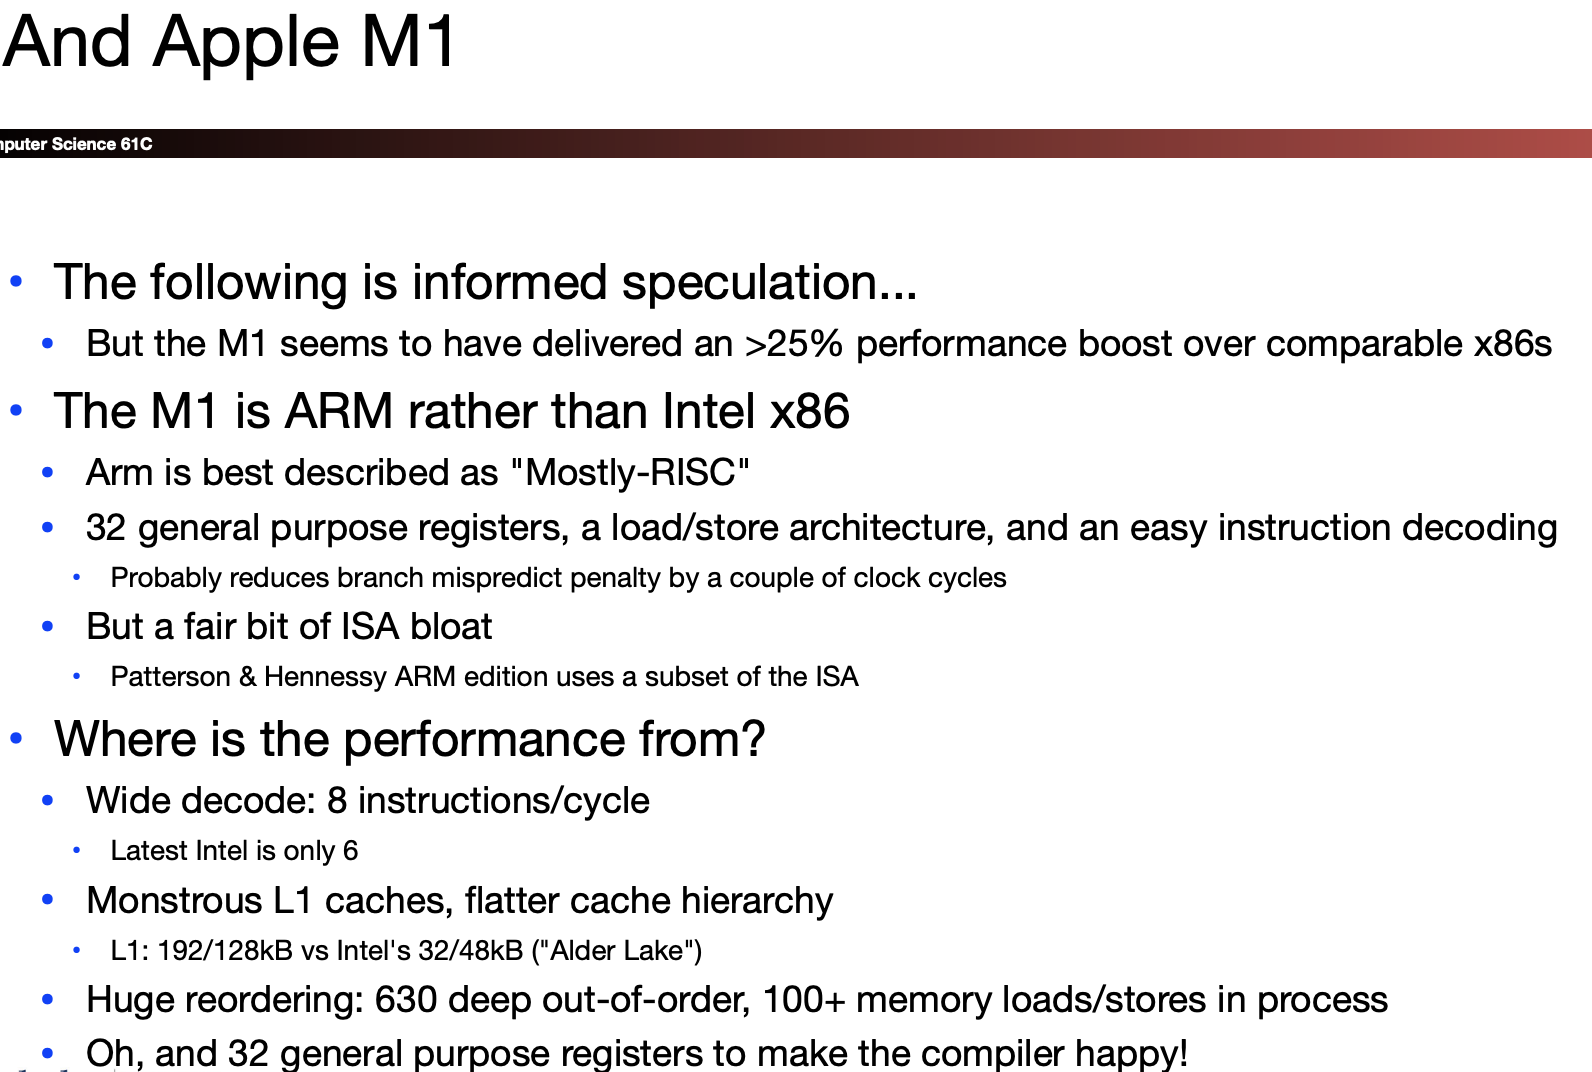 And Apple M1
mputer Science 61C
• The following is informed speculation...
• But the M1 seems to have delivered an >25% performance boost over comparable x86s
• The M1 is ARM rather than Intel x86
• Arm is best described as "Mostly-RISC"
• 32 general purpose registers, a load/store architecture, and an easy instruction decoding
• Probably reduces branch mispredict penalty by a couple of clock cycles
• But a fair bit of ISA bloat
• Patterson & Hennessy ARM edition uses a subset of the ISA
• Where is the performance from?
• Wide decode: 8 instructions/cycle
• Latest Intel is only 6
• Monstrous L1 caches, flatter cache hierarchy
• L1: 192/128kB vs Intel's 32/48kB ("Alder Lake")
• Huge reordering: 630 deep out-of-order, 100+ memory loads/stores in process
• Oh, and 32 general purpose registers to make the compiler happy!